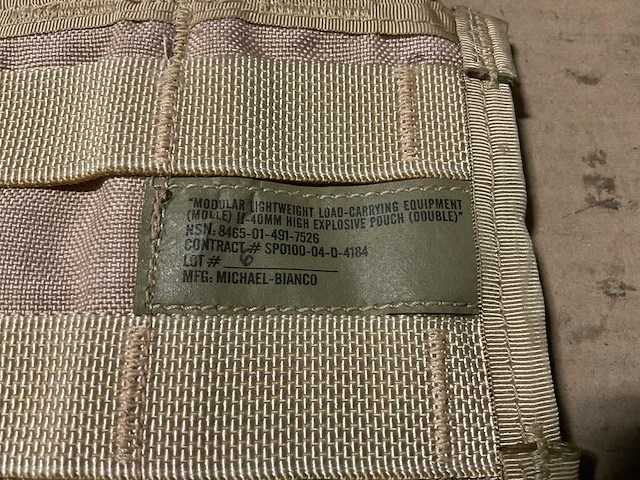 "MODULAR LIGHTWEIGHT LOAD-CARRYING EQUIPMENT
(MOLLE) II-40MM HIGH EXPLOSIVE POUCH (DOUBLE)"
NSN: 8465-01-491-7526
CONTRACT# SPO100-04-D-4184
LOT # 6
MFG: MICHAEL-BIANCO